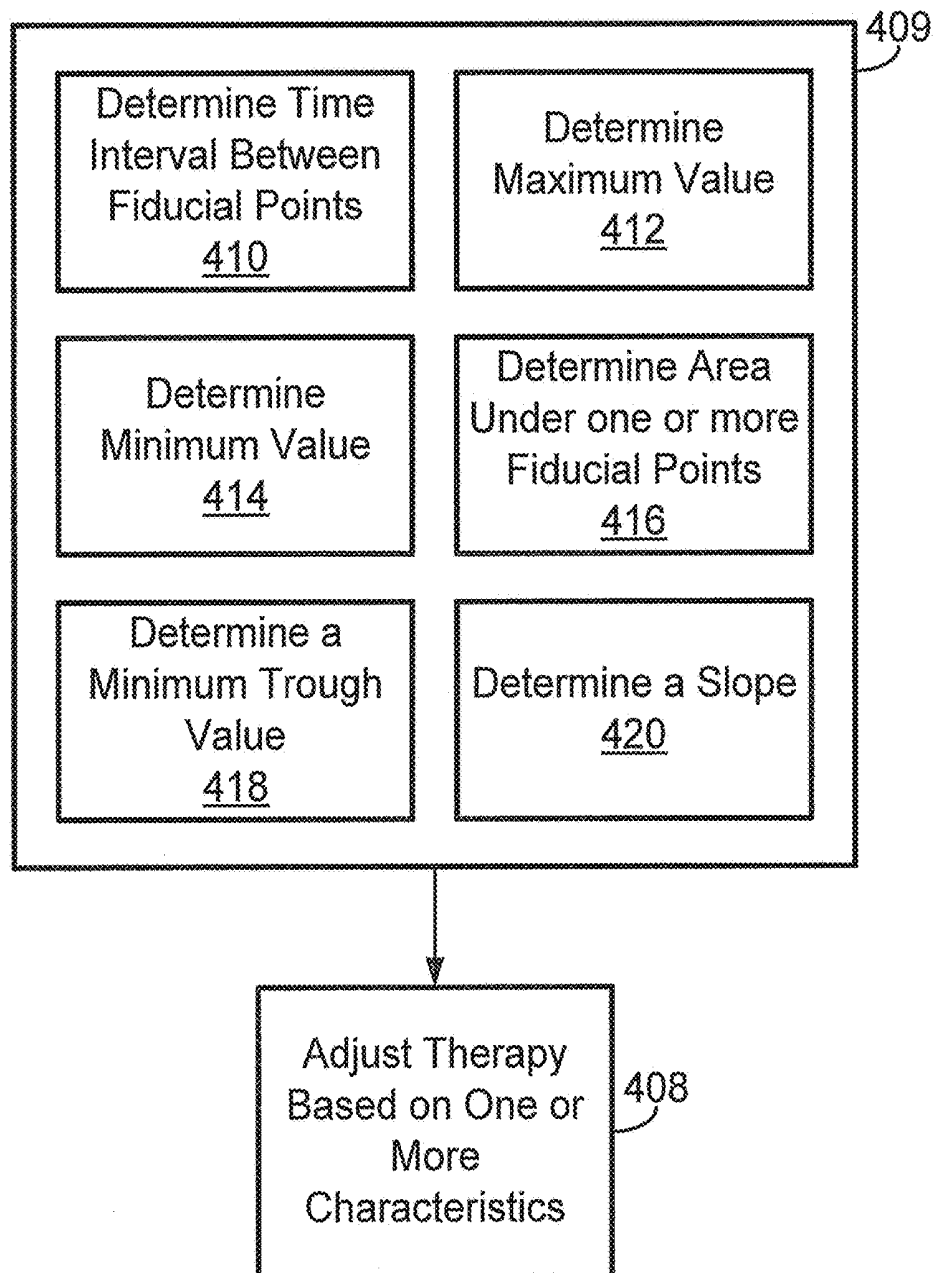 409
Determine Time
Interval Between
Fiducial Points
410
Determine
Maximum Value
412
Determine
Minimum Value
414
Determine Area
Under one or more
Fiducial Points
416
Determine a
Minimum Trough
Value
418
Determine a Slope
420
Adjust Therapy
Based on One or
More
Characteristics
408